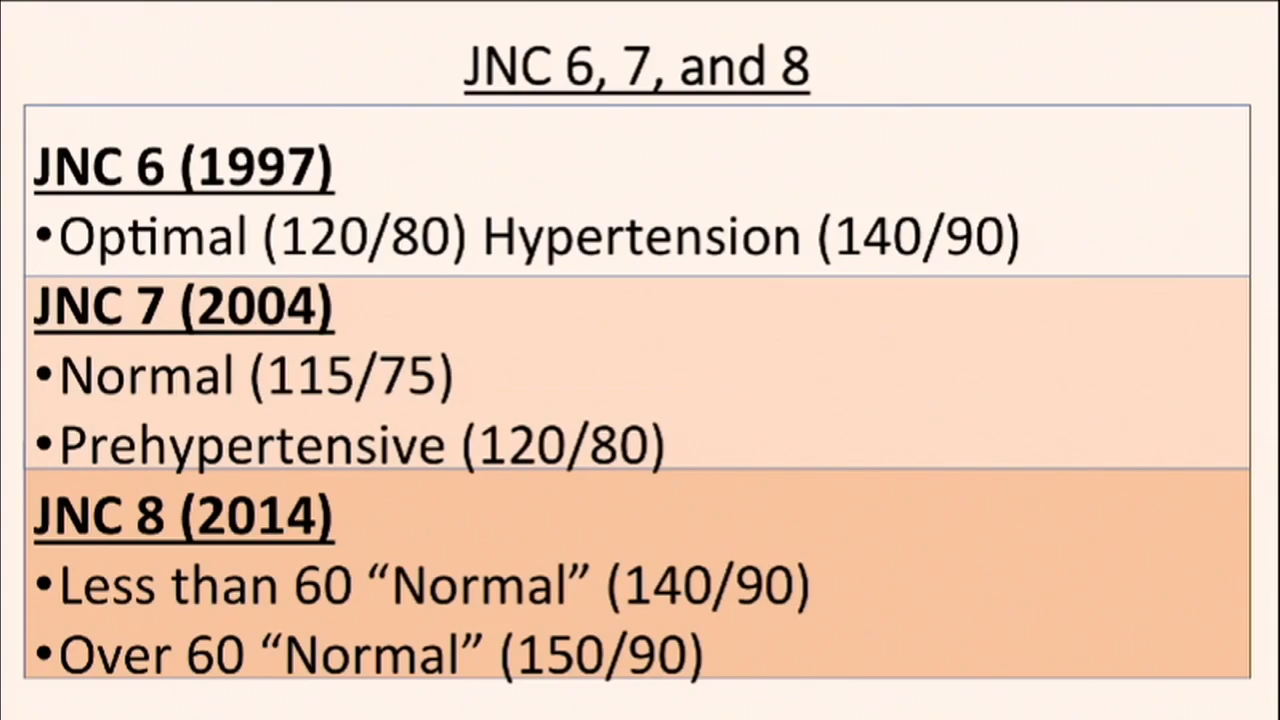 JNC 6, 7, and 8
JNC 6 (1997)
•Optimal (120/80) Hypertension (140/90)
JNC 7 (2004)
•Normal (115/75)
•Prehypertensive (120/80)
JNC 8 (2014)
•Less than 60 “Normal” (140/90)
•Over 60 “Normal” (150/90)